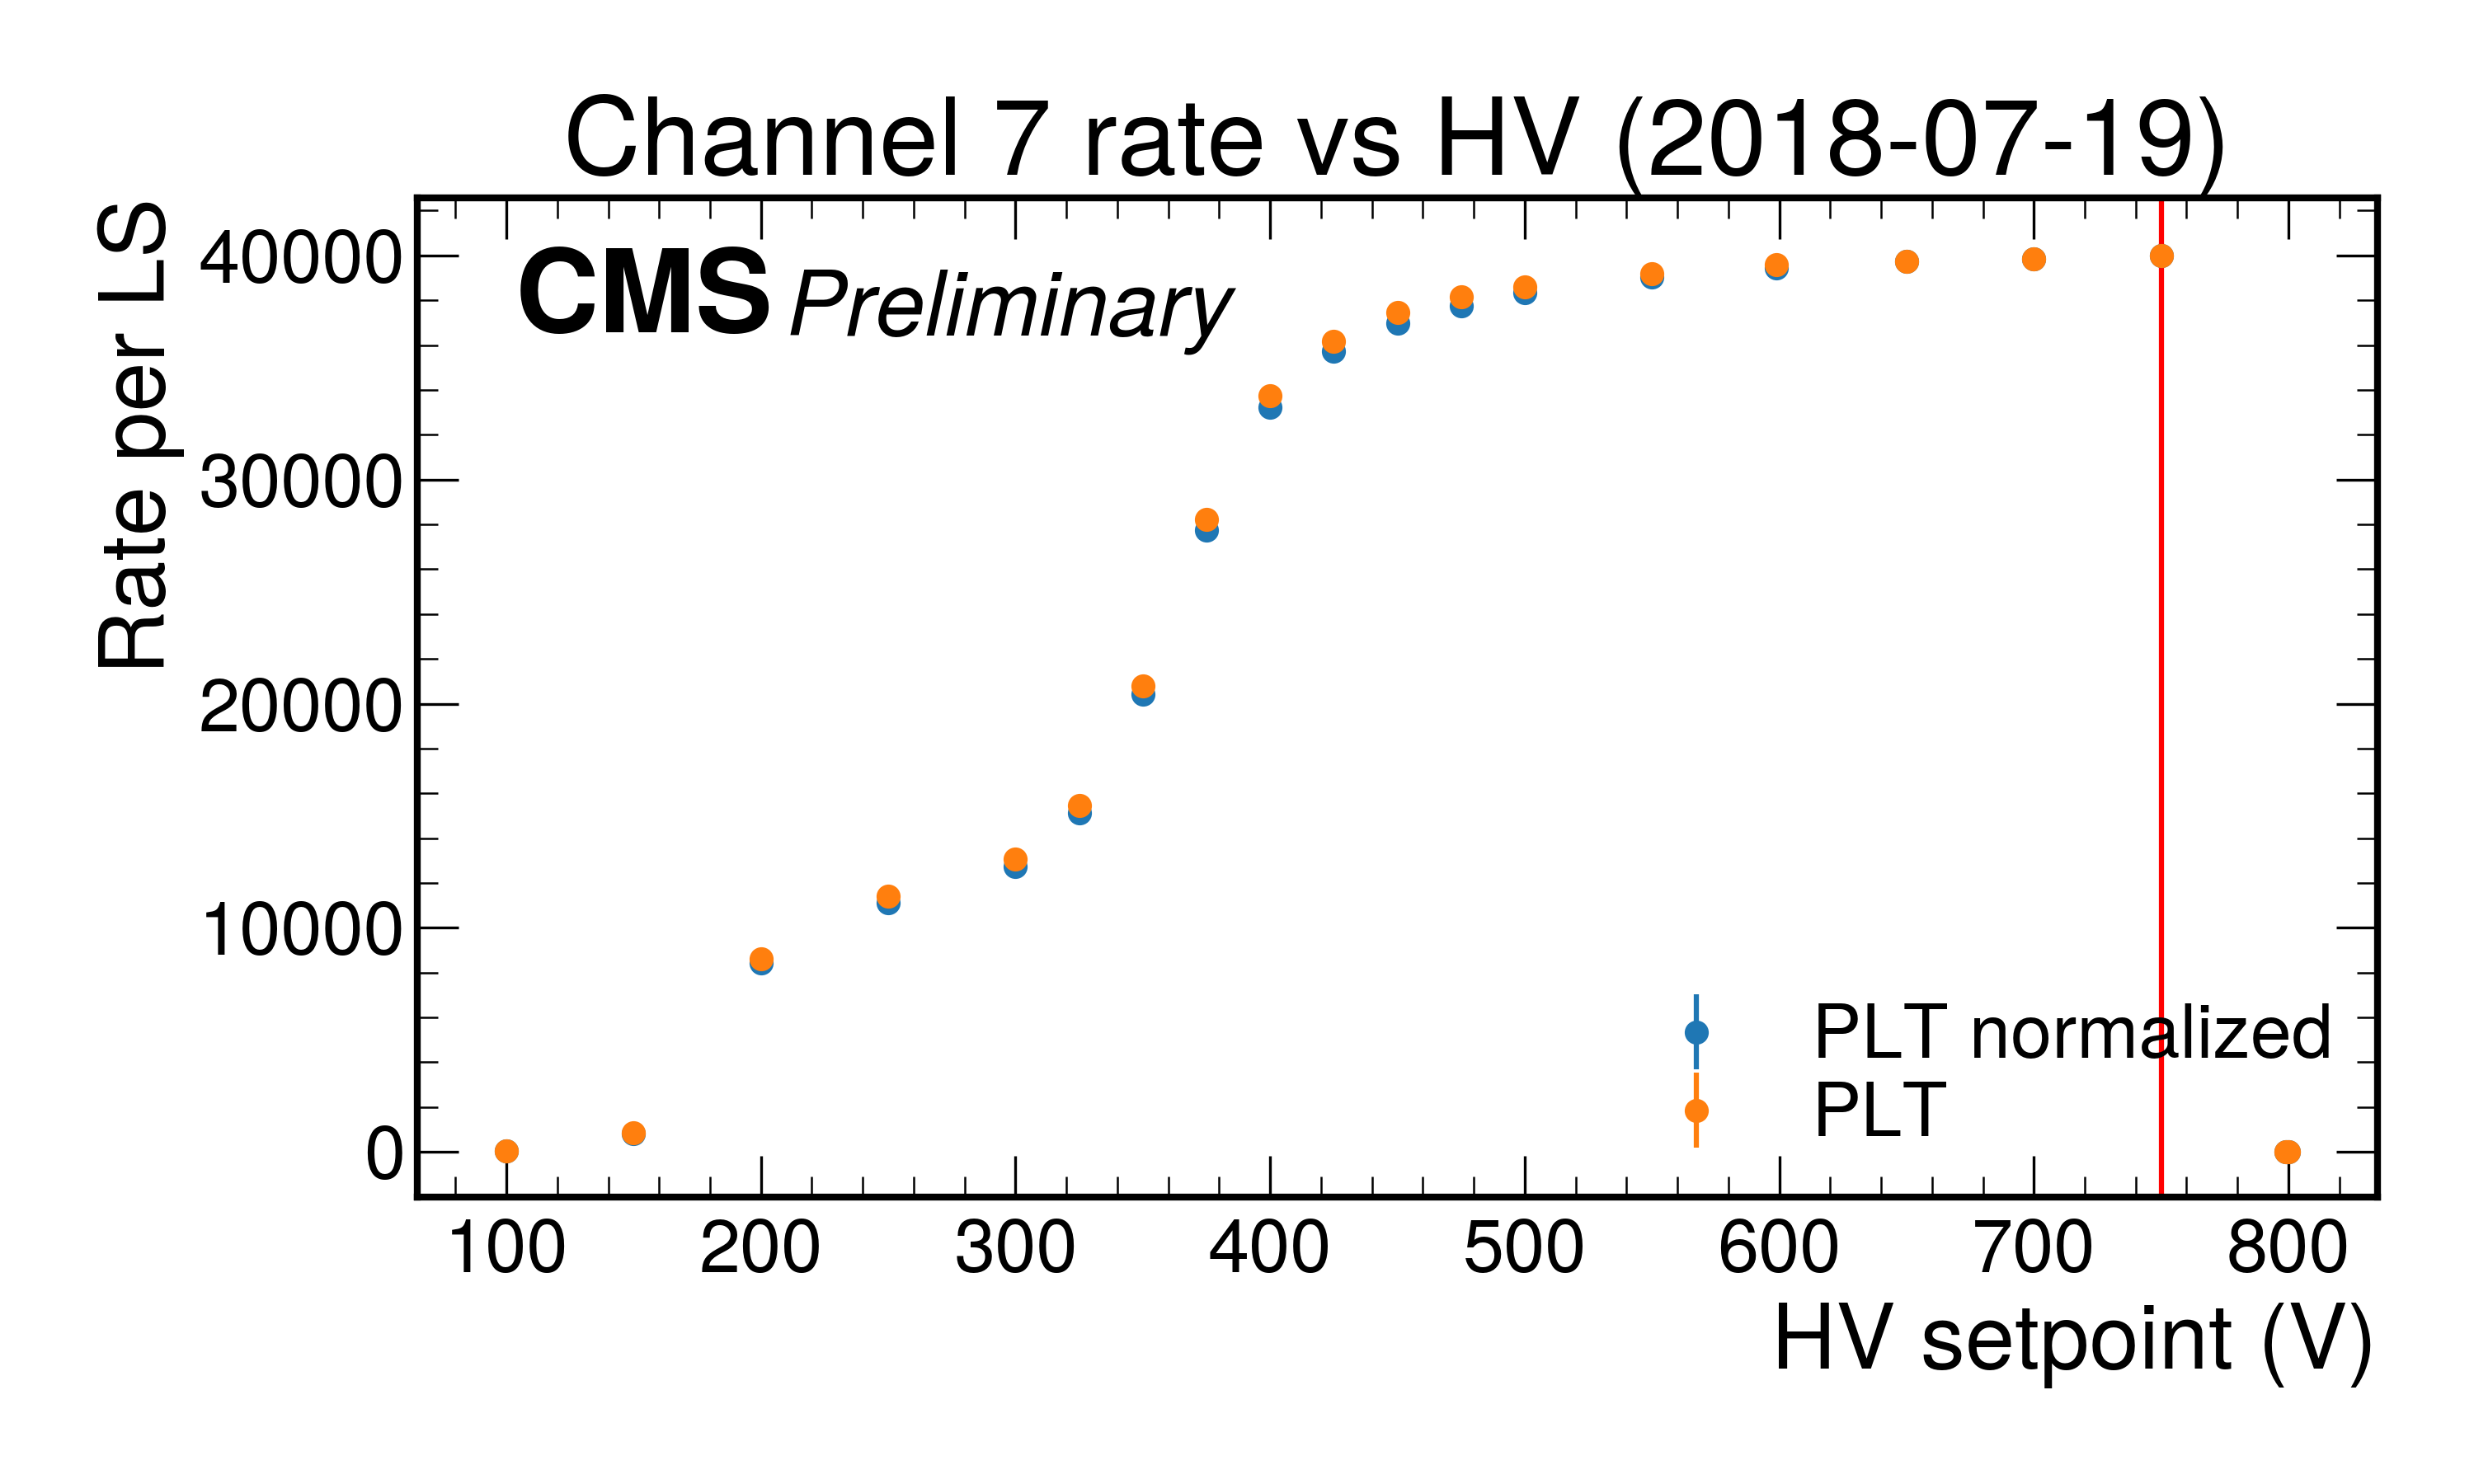 Channel 7 rate vs HV (2018-07-19)
CMS Preliminary
Rate per LS
40000
30000
20000
10000
0
PLT normalized
PLT
100 200 300 400 500 600 700 800
HV setpoint (V)